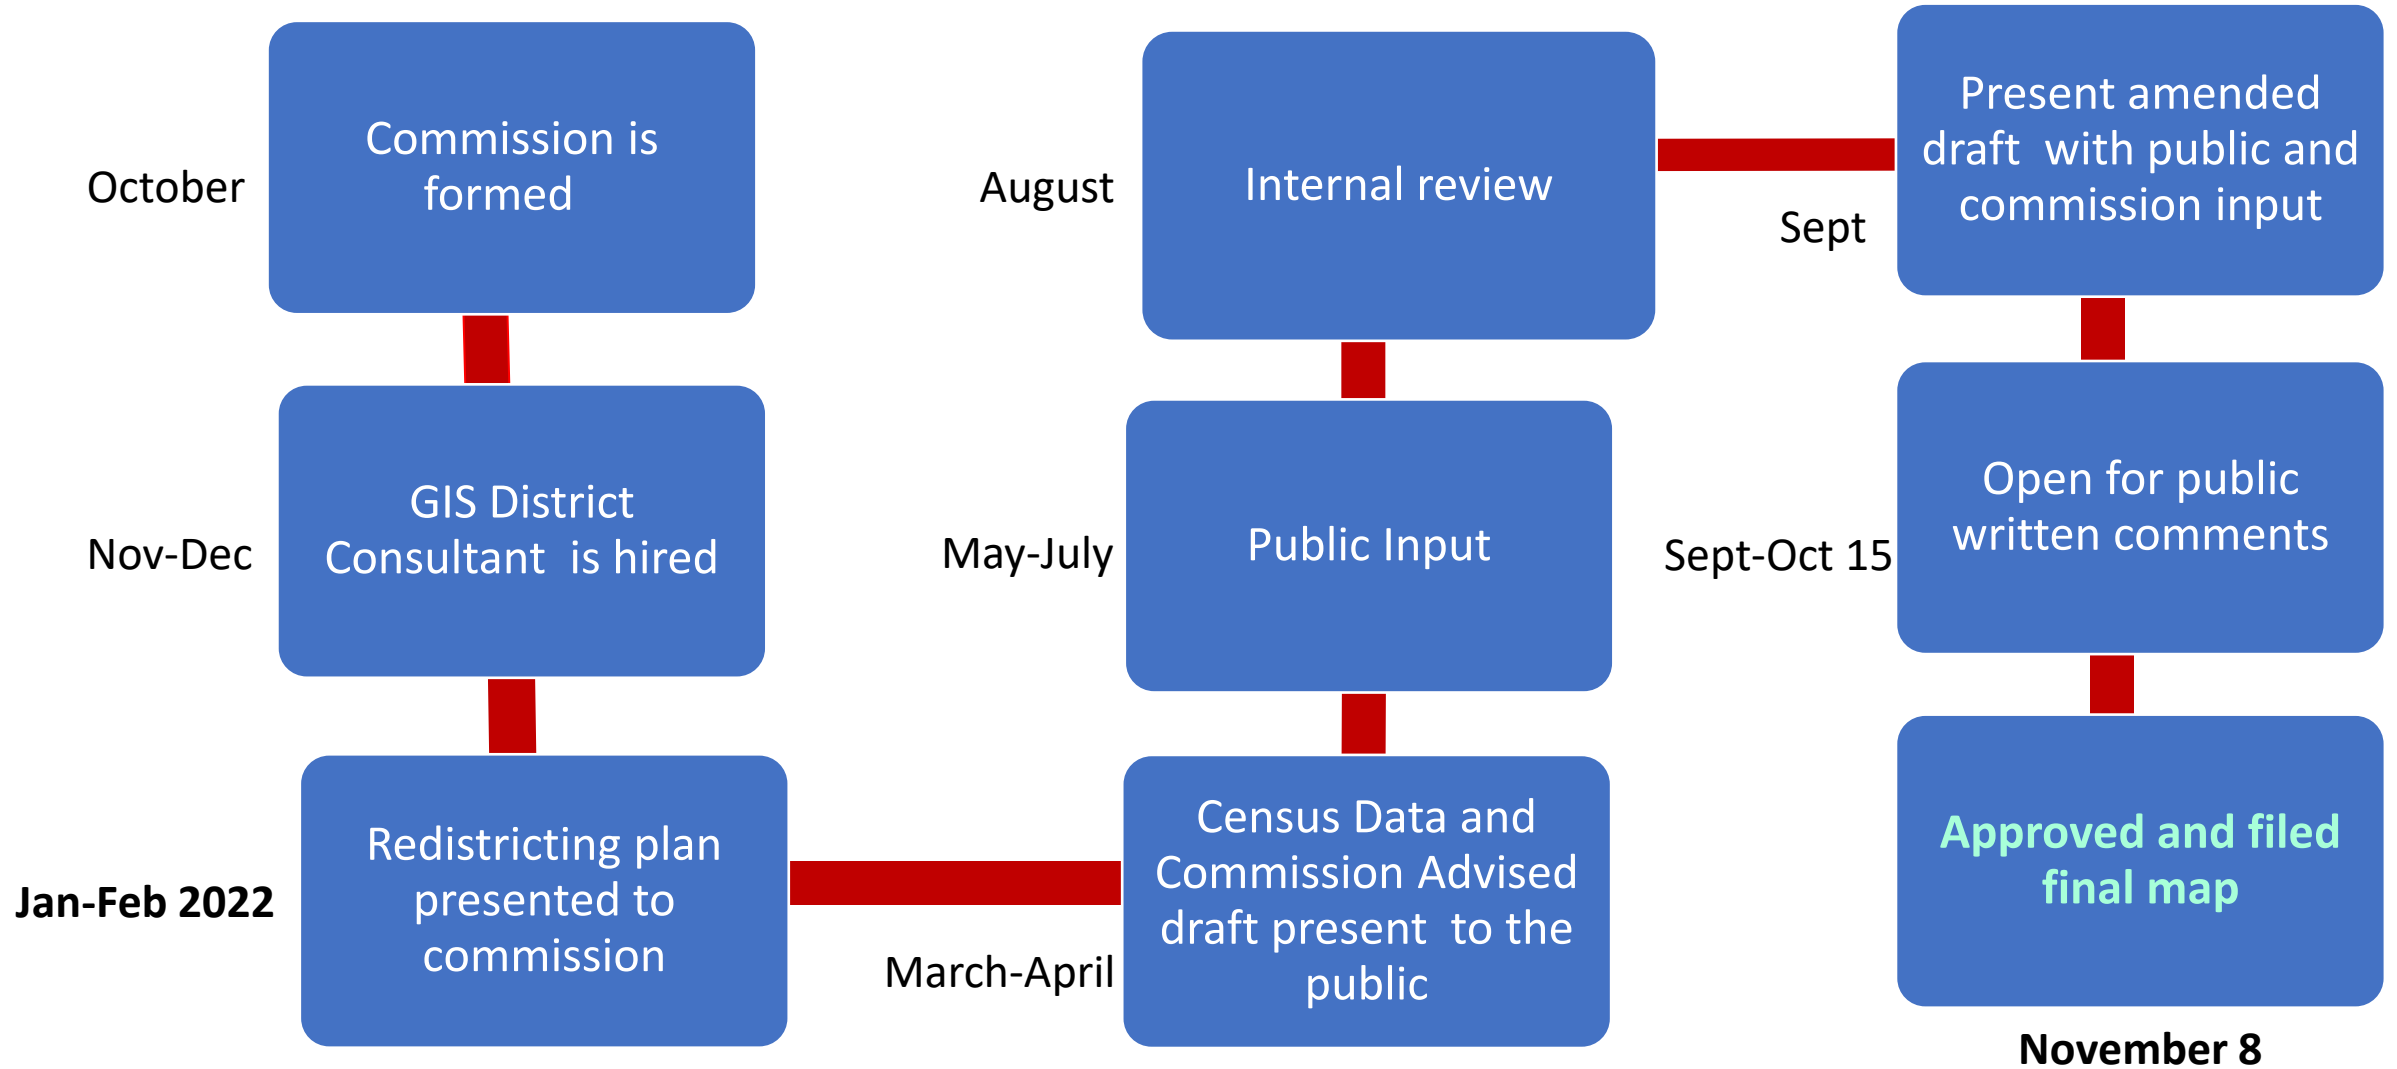 October
Commission is
formed
Nov-Dec
GIS District
Consultant  is hired
Jan-Feb 2022
Redistricting plan
presented to
commission
March-April
Census Data and
Commission Advised
draft present  to the
public
May-July
Public Input
August
Internal review
Sept
Present amended
draft  with public and
commission input
Sept-Oct 15
Open for public
written comments
Approved and filed
final map
November 8